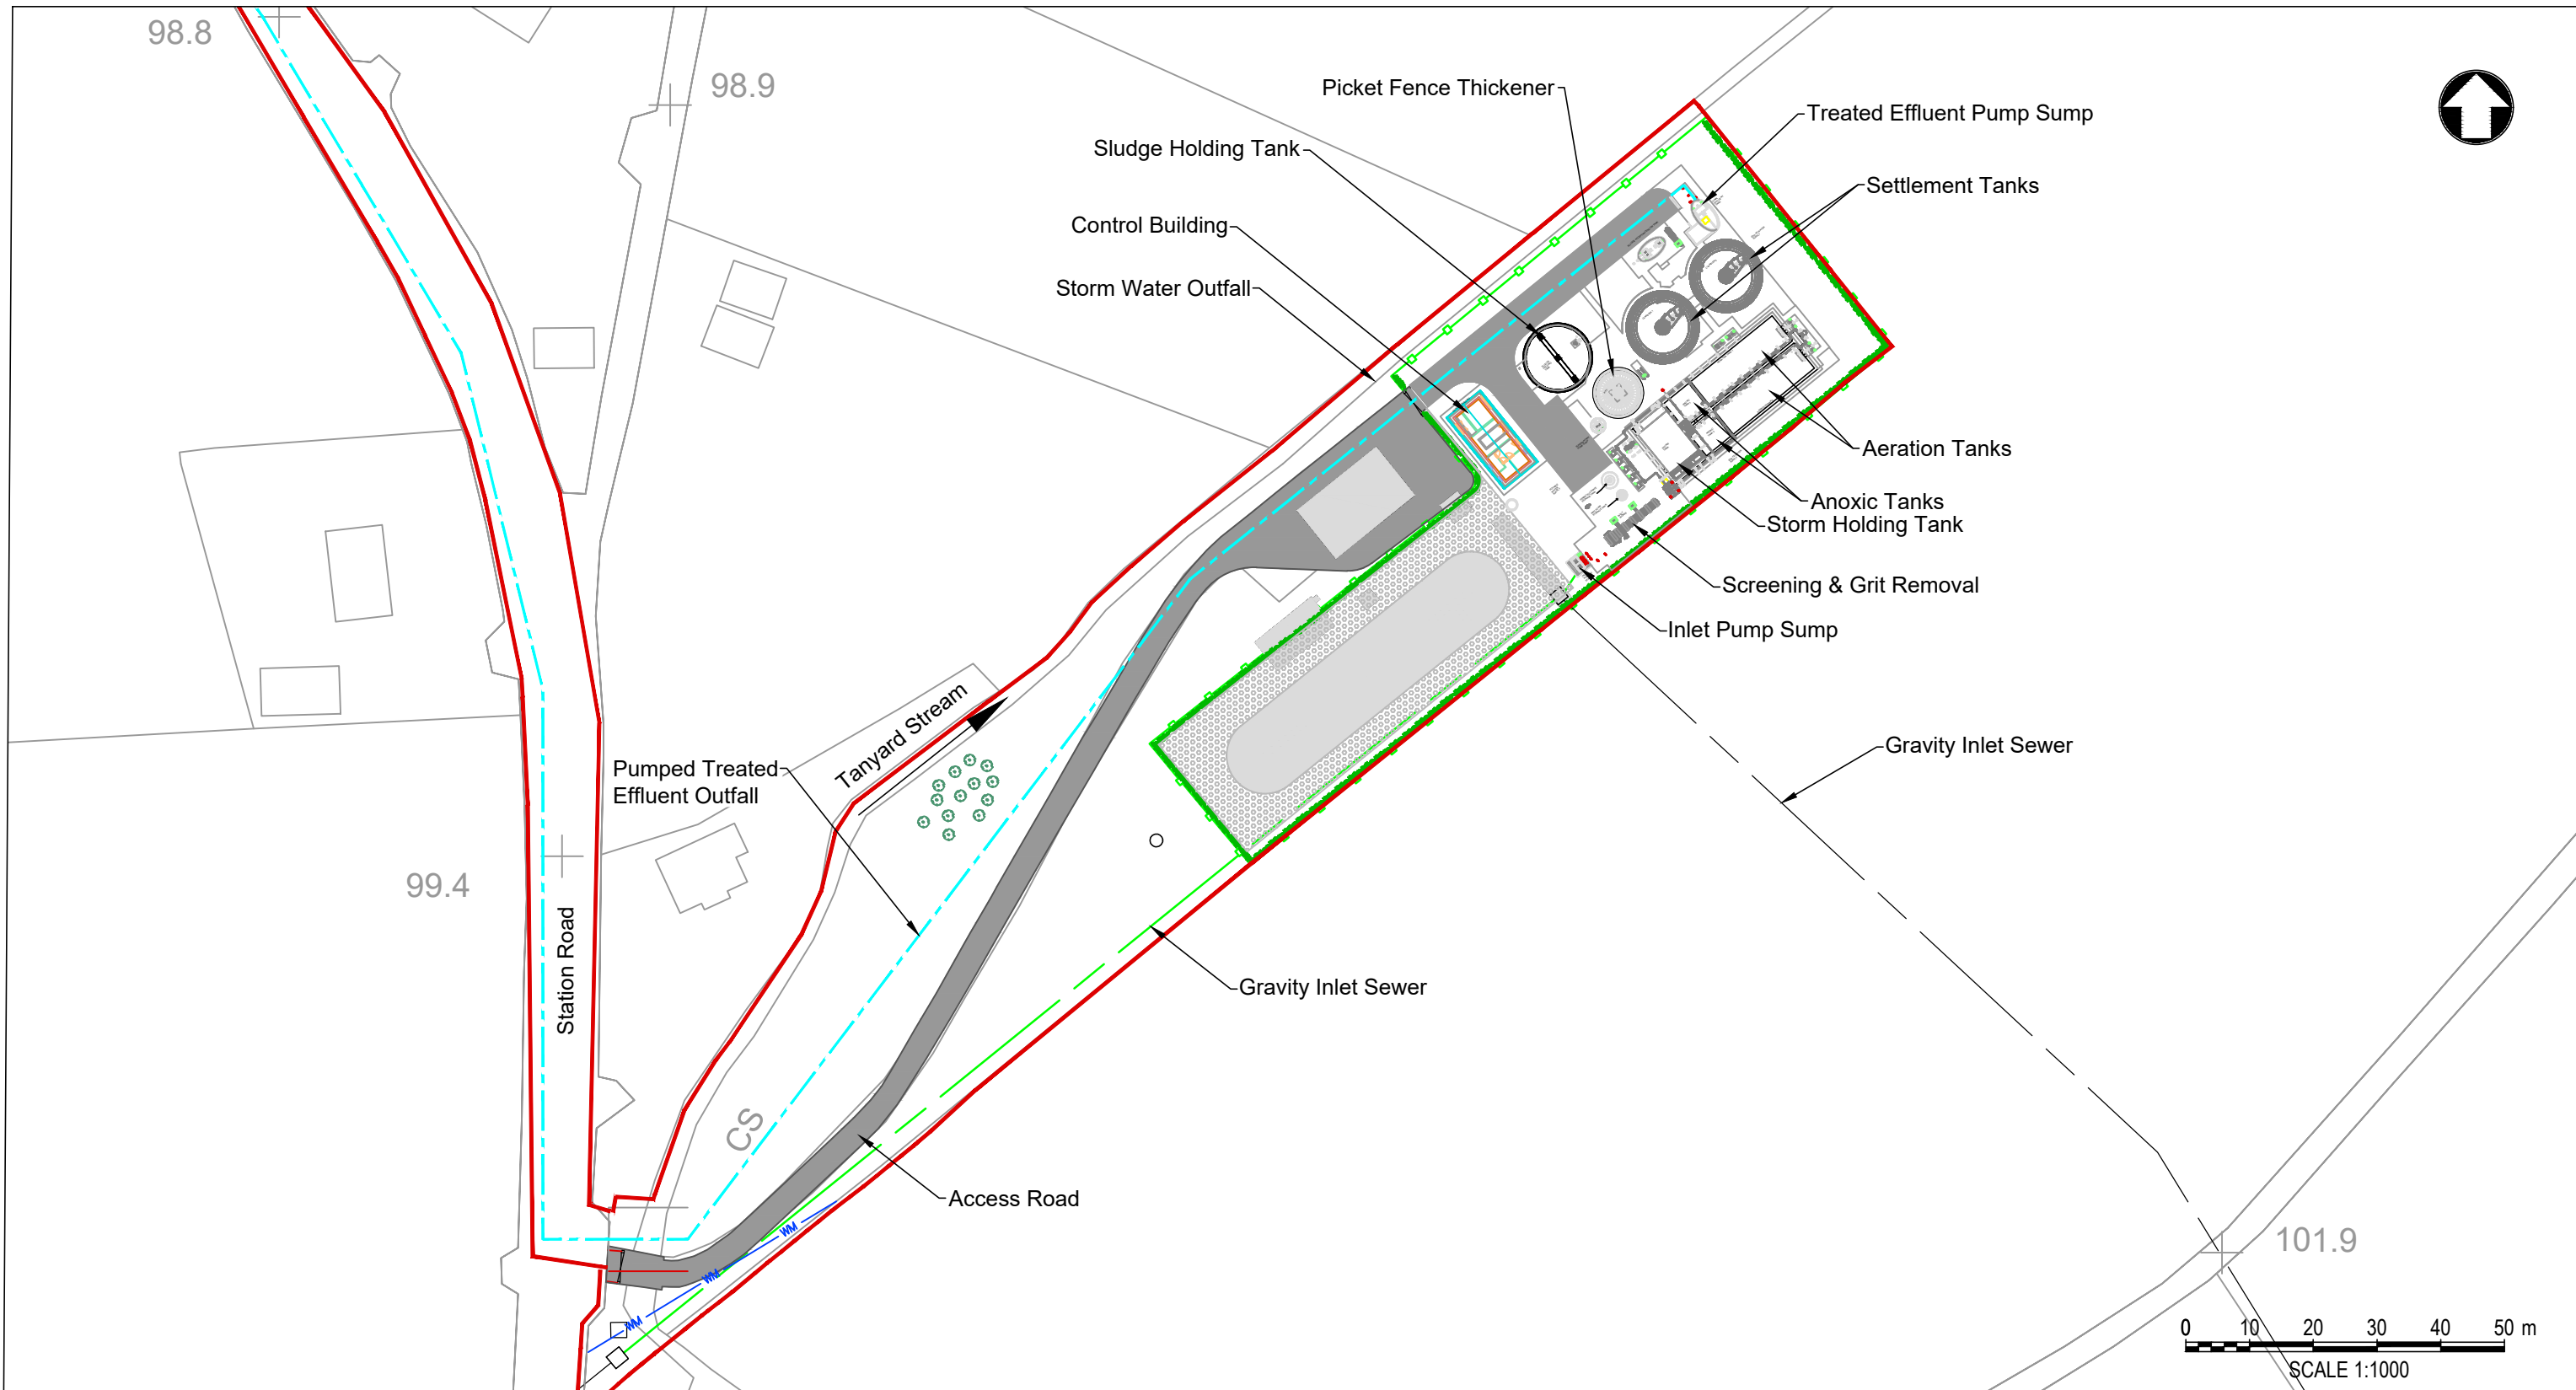 98.8
98.9
Picket Fence Thickener
Treated Effluent Pump Sump
Sludge Holding Tank
Settlement Tanks
Control Building
Storm Water Outfall
Aeration Tanks
Anoxic Tanks
Storm Holding Tank
Screening & Grit Removal
Inlet Pump Sump
Tanyard Stream
Gravity Inlet Sewer
Pumped Treated
Effluent Outfall
99.4
Station Road
Gravity Inlet Sewer
CS
Access Road
WM
WM
WM
101.9
0 10 20 30 40 50 m
SCALE 1:1000